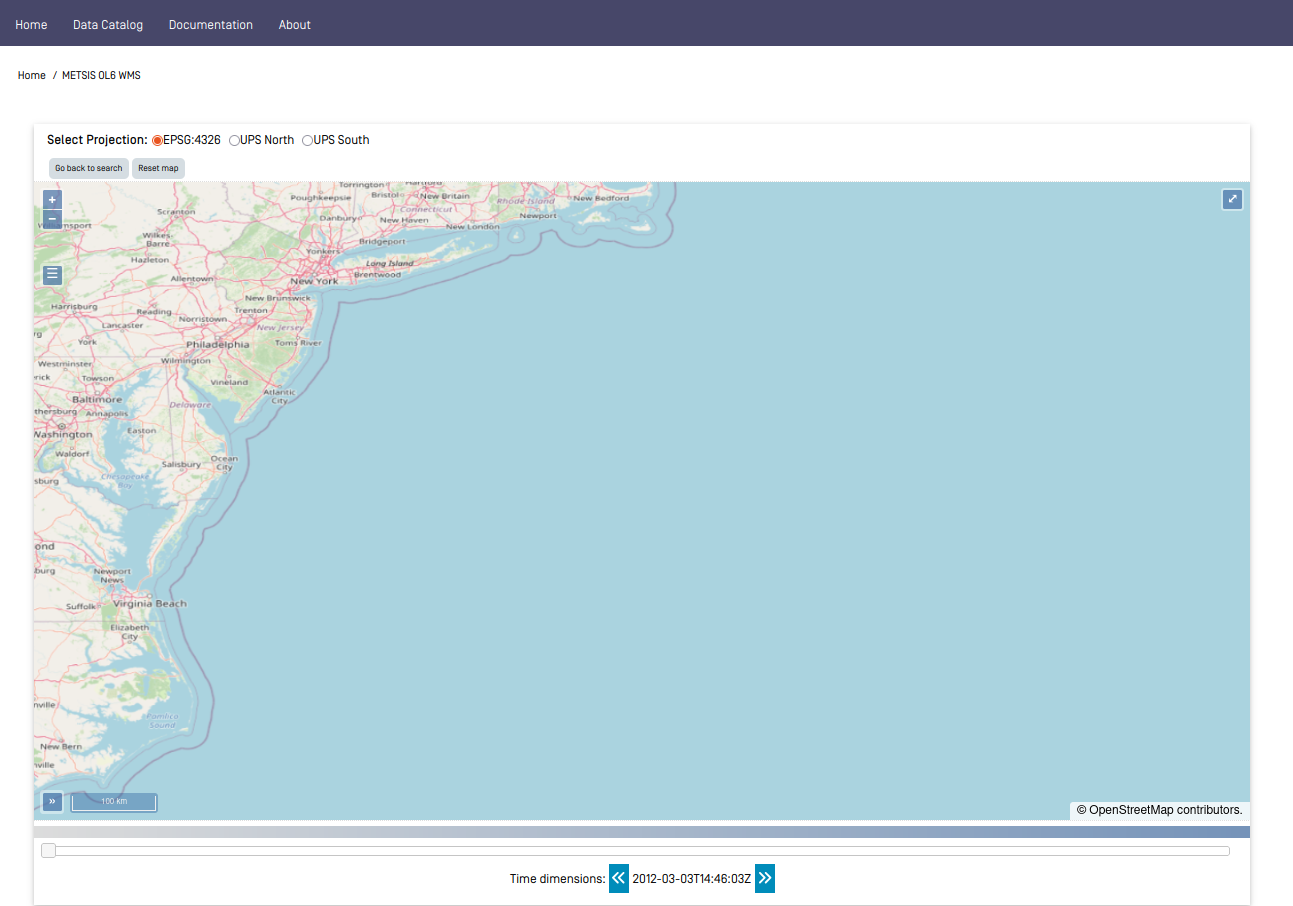 Home Data Catalog Documentation About
Home / METSIS OL6 WMS
Select Projection: EPSG:4326 UPS North UPS South
Go back to search Reset map
Torrington Hartford
Poughkeepsie Bristol New Britain Rhode Island New Bedford
Scranton Connecticut
Danbury New Haven Newport
+
−
New London
Wilkes-
Barre
Bridgeport
Yonkers
Hazleton
Long Island
Allentown New York Brentwood
☰
Harrisburg New Brunswick
Reading Trenton
Lancaster Norristown New Jersey
York Philadelphia Toms River
Westminster Wilmington
Towson Vineland
Baltimore Atlantic
City
Delaware
Annapolis
Washington Easton
Waldorf Salisbury Ocean
City
Chesapeake
Bay
sburg
ond
burg Newport
News
Suffolk Virginia Beach
Elizabeth
City
nville
Pamlico
Sound
New Bern
nville
» 100 km
© OpenStreetMap contributors.
Time dimensions: « 2012-03-03T14:46:03Z »